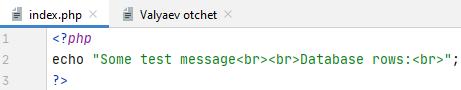 index.php Valyaev otchet
1 <?php
2 echo "Some test message<br><br>Database rows:<br>";
3 ?>